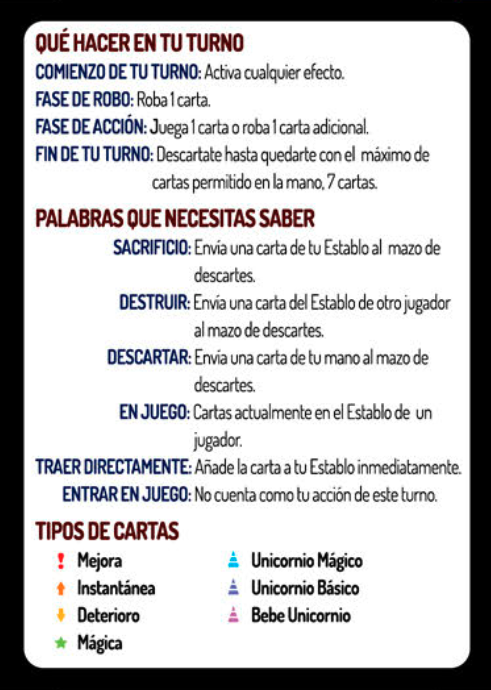 QUÉ HACER EN TU TURNO
COMIENZO DE TU TURNO: Activa cualquier efecto.
FASE DE ROBO: Roba 1 carta.
FASE DE ACCIÓN: Juega 1 carta o roba 1 carta adicional.
FIN DE TU TURNO: Descartate hasta quedarte con el máximo de
cartas permitido en la mano, 7 cartas.
PALABRAS QUE NECESITAS SABER
SACRIFICIO: Envía una carta de tu Establo al mazo de
descartes.
DESTRUIR: Envía una carta del Establo de otro jugador
al mazo de descartes.
DESCARTAR: Envía una carta de tu mano al mazo de
descartes.
EN JUEGO: Cartas actualmente en el Establo de un
jugador.
TRAER DIRECTAMENTE: Añade la carta a tu Establo inmediatamente.
ENTRAR EN JUEGO: No cuenta como tu acción de este turno.
TIPOS DE CARTAS
Mejora
Instantánea
Deterioro
Mágica
Unicornio Mágico
Unicornio Básico
Bebe Unicornio